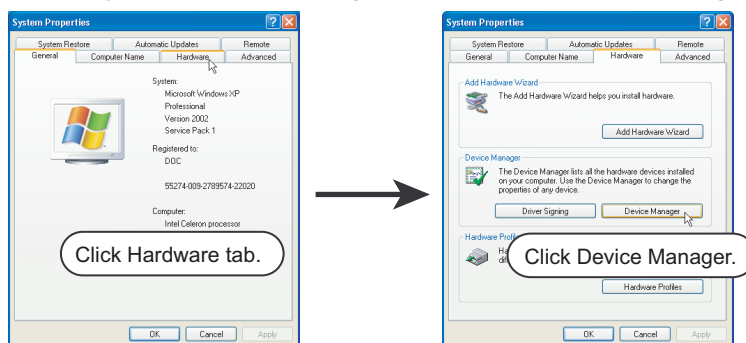 System Properties
System Restore Automatic Updates Remote
General Computer Name Hardware Advanced
System:
Microsoft Windows XP
Professional
Version 2002
Service Pack 1
Registered to:
DOC
55274-009-2789574-22020
Computer:
Intel Celeron processor
Click Hardware tab.
OK Cancel Apply
System Properties
System Restore Automatic Updates Remote
General Computer Name Hardware Advanced
Add Hardware Wizard
The Add Hardware Wizard helps you install hardware.
Add Hardware Wizard
Device Manager
The Device Manager lists all the hardware devices installed
on your computer. Use the Device Manager to change the
properties of any device.
Driver Signing Device Manager
Hardware
Click Device Manager.
Hardware Profiles
OK Cancel Apply